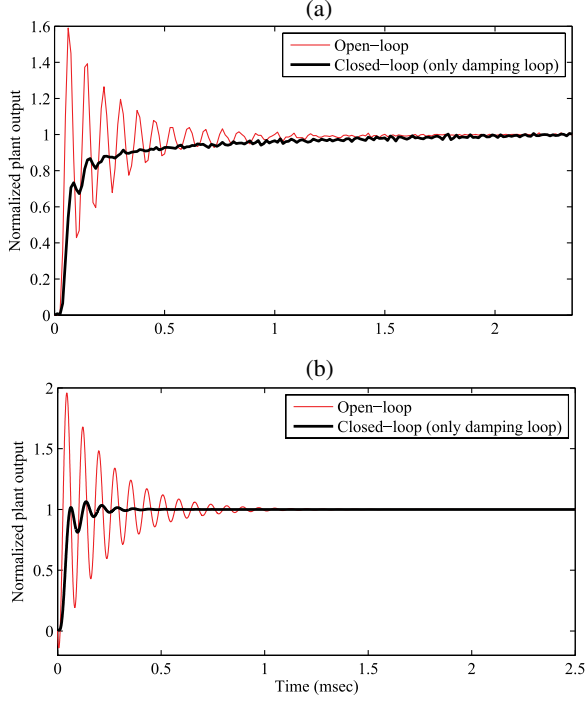 (a)
1.6
1.4
1.2
1
0.8
0.6
0.4
0.2
0
Normalized plant output
Open−loop
Closed−loop (only damping loop)
0 0.5 1 1.5 2
(b)
2
1.5
1
0.5
0
Normalized plant output
Open−loop
Closed−loop (only damping loop)
0 0.5 1 1.5 2 2.5
Time (msec)